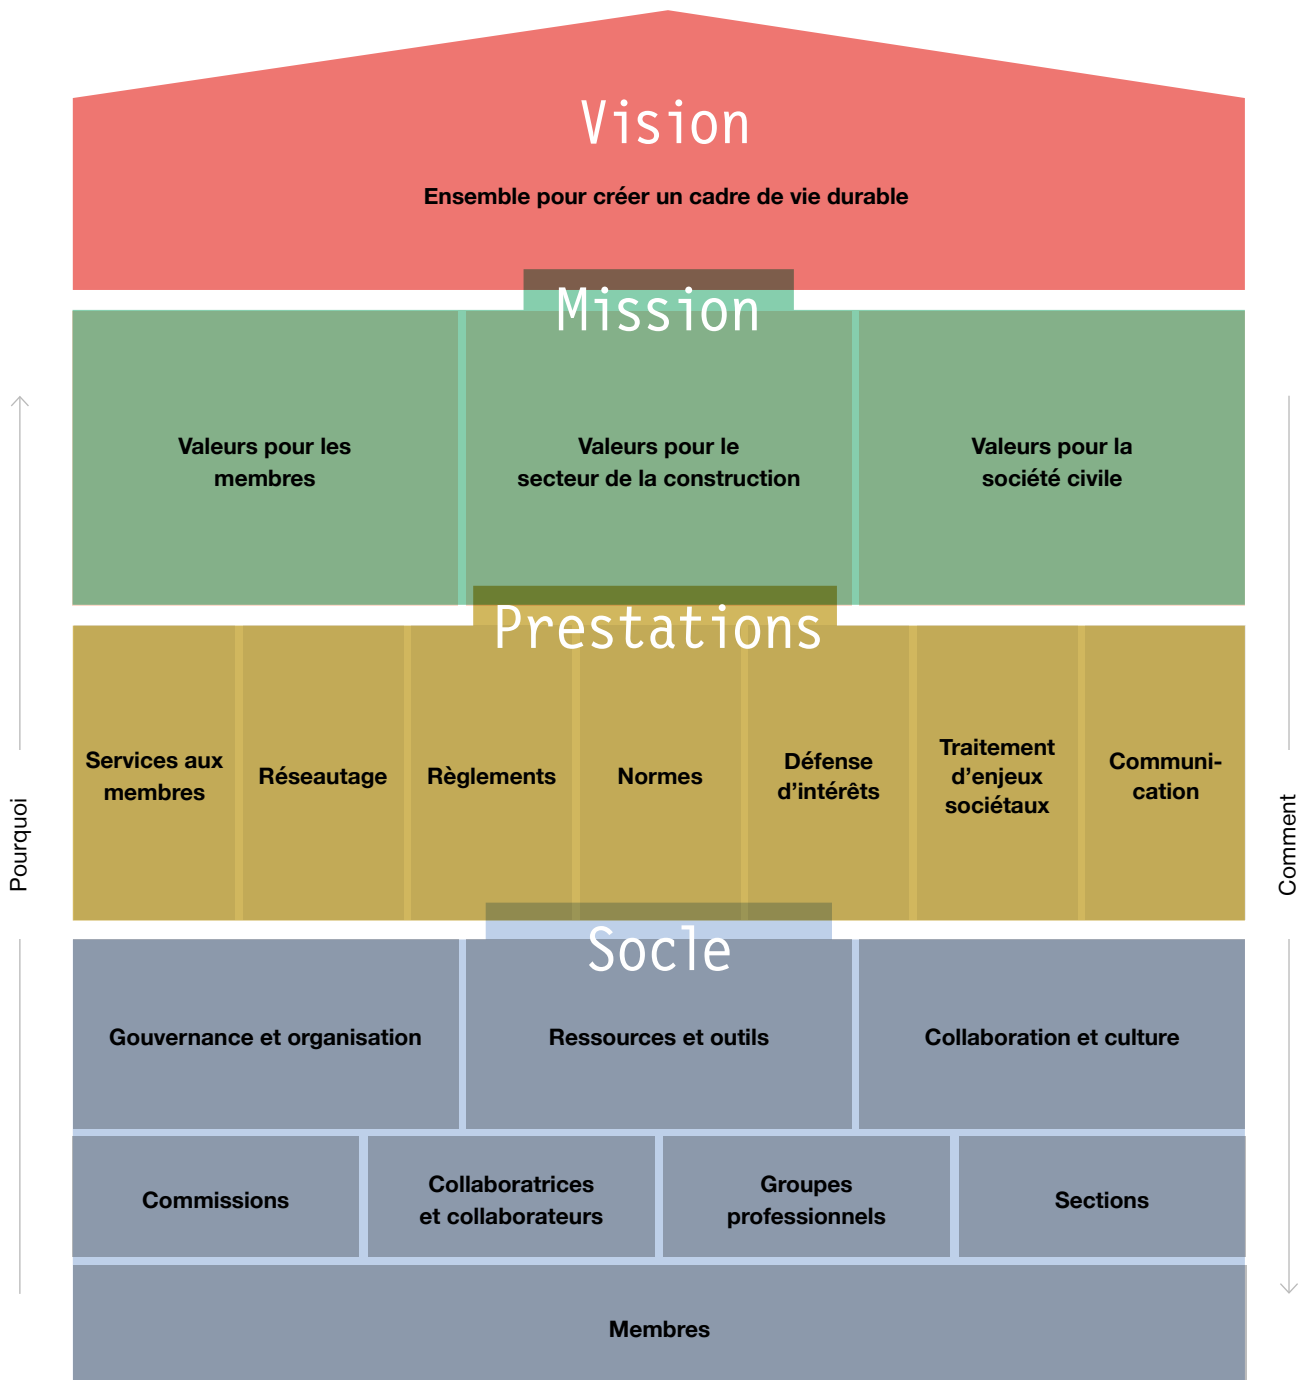 Vision
Ensemble pour créer un cadre de vie durable
Mission
Valeurs pour les
membres
Valeurs pour le
secteur de la construction
Valeurs pour la
société civile
Prestations
Services aux
membres
Réseautage
Règlements
Normes
Défense
d’intérêts
Traitement
d’enjeux
sociétaux
Communi-
cation
Pourquoi
Comment
Socle
Gouvernance et organisation
Ressources et outils
Collaboration et culture
Commissions
Collaboratrices
et collaborateurs
Groupes
professionnels
Sections
Membres